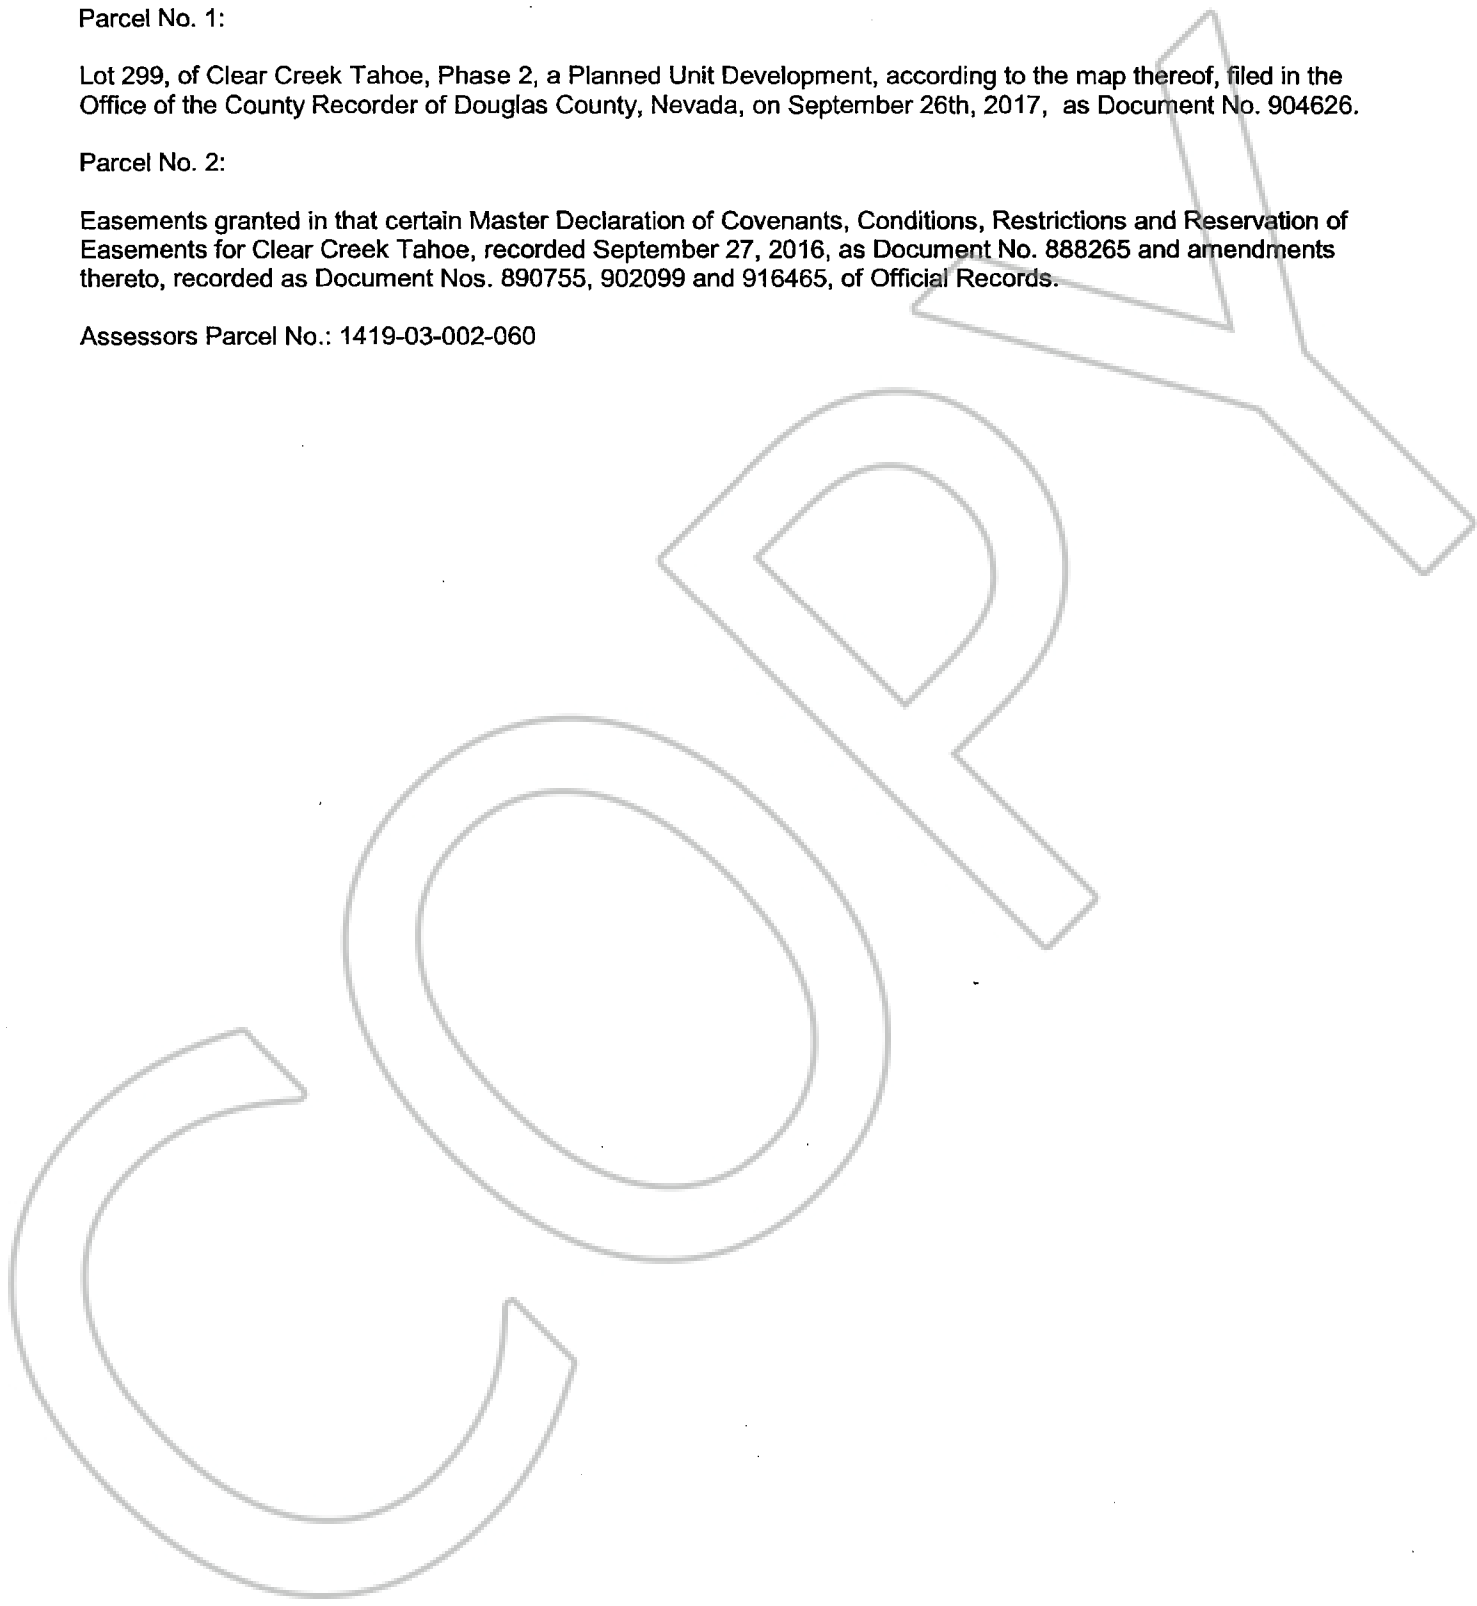 Parcel No. 1:
Lot 299, of Clear Creek Tahoe, Phase 2, a Planned Unit Development, according to the map thereof, filed in the
Office of the County Recorder of Douglas County, Nevada, on September 26th, 2017, as Document No. 904626.
Parcel No. 2:
Easements granted in that certain Master Declaration of Covenants, Conditions, Restrictions and Reservation of
Easements for Clear Creek Tahoe, recorded September 27, 2016, as Document No. 888265 and amendments
thereto, recorded as Document Nos. 890755, 902099 and 916465, of Official Records.
Assessors Parcel No.: 1419-03-002-060
COPY